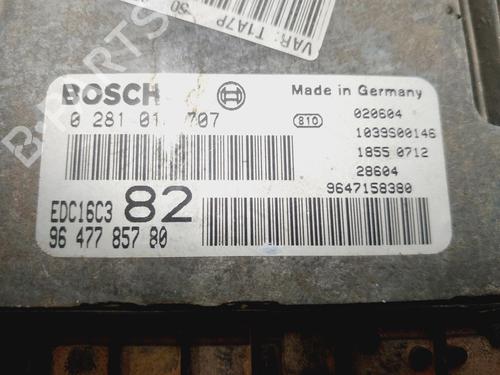 VAR: T1A7P
B-PARTS
BOSCH
Made in Germany
0 281 01 707
810
020604
1039S00146
1855 0712
28604
9647158380
EDC16C3 82
96 477 857 80